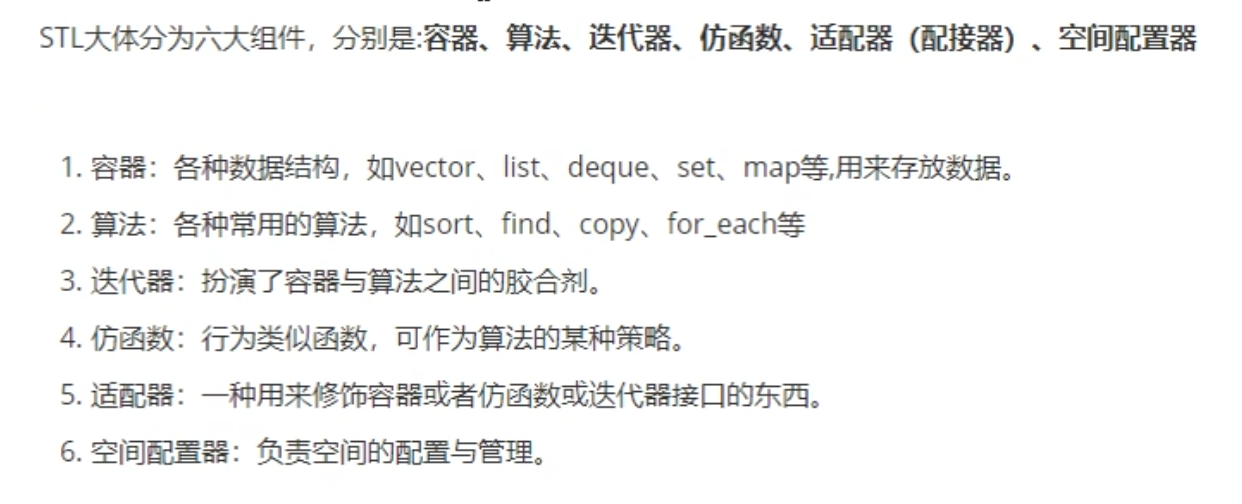 STL大体分为六大组件，分别是:容器、算法、迭代器、仿函数、适配器（配接器）、空间配置器
1. 容器：各种数据结构，如vector、list、deque、set、map等,用来存放数据。
2. 算法：各种常用的算法，如sort、find、copy、for_each等
3. 迭代器：扮演了容器与算法之间的胶合剂。
4. 仿函数：行为类似函数，可作为算法的某种策略。
5. 适配器：一种用来修饰容器或者仿函数或迭代器接口的东西。
6. 空间配置器：负责空间的配置与管理。